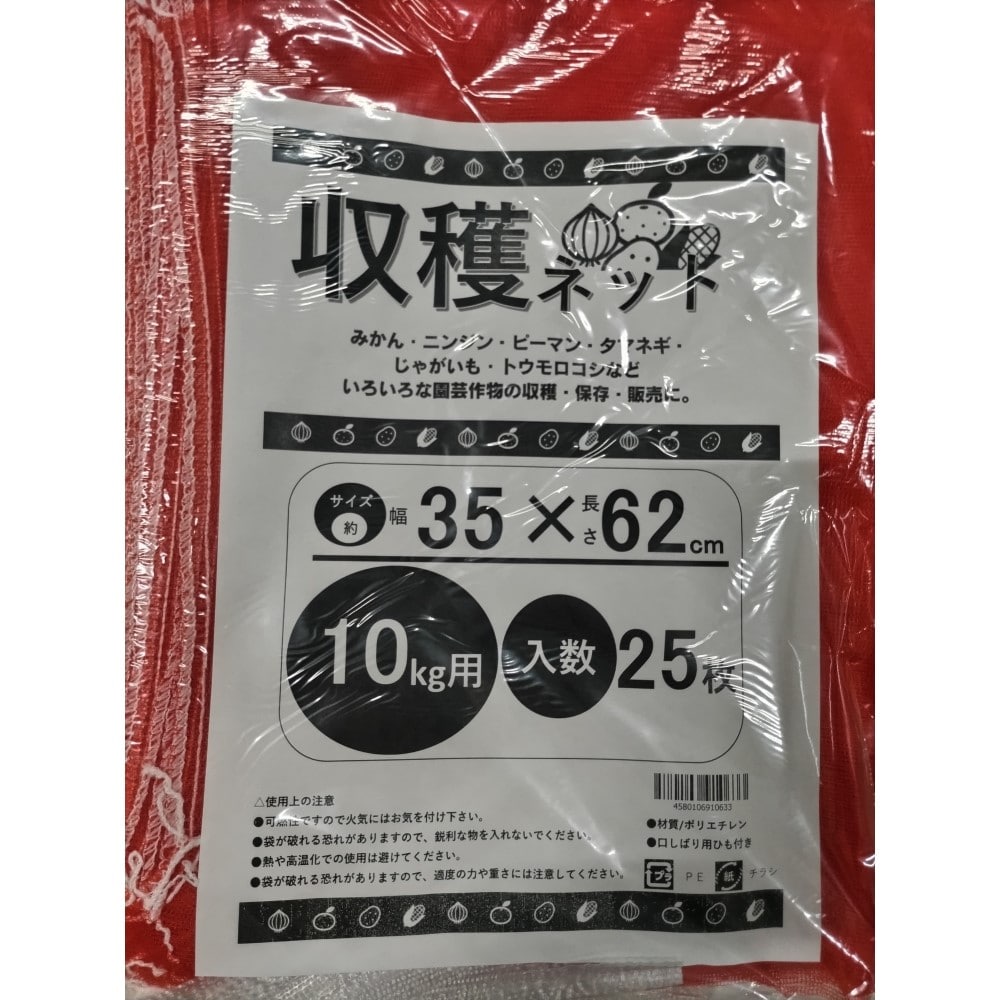 収穫ネット
みかん・ニンジン・ピーマン・タマネギ・
じゃがいも・トウモロコシなど
いろいろな園芸作物の収穫・保存・販売に。
サイズ 約 幅 35×長さ62cm
10kg用 入数 25枚
4580106910633
△使用上の注意
●可燃性ですので火気にはお気を付け下さい。
●袋が破れる恐れがありますので、鋭利な物を入れないでください。
●熱や高温化での使用は避けてください。
●袋が破れる恐れがありますので、適度の力や重さには注意してください。
●材質/ポリエチレン
●口しばり用ひも付き
プラ PE 紙 チラシ